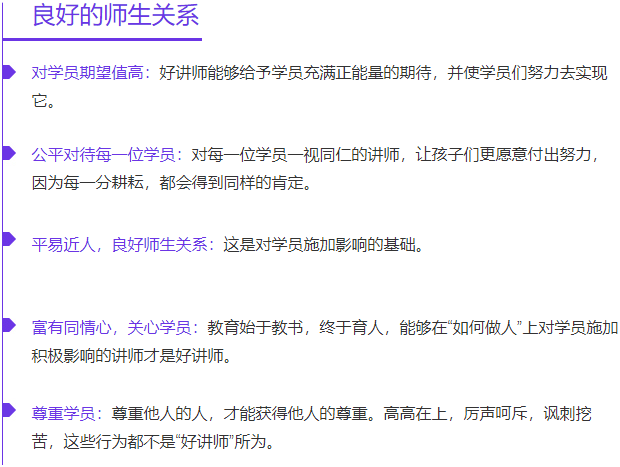 良好的师生关系
对学员期望值高：好讲师能够给予学员充满正能量的期待，并使学员们努力去实现
它。
公平对待每一位学员：对每一位学员一视同仁的讲师，让孩子们更愿意付出努力，
因为每一分耕耘，都会得到同样的肯定。
平易近人，良好师生关系：这是对学员施加影响的基础。
富有同情心，关心学员：教育始于教书，终于育人，能够在“如何做人”上对学员施加
积极影响的讲师才是好讲师。
尊重学员：尊重他人的人，才能获得他人的尊重。高高在上，厉声呵斥，讽刺挖
苦，这些行为都不是“好讲师”所为。